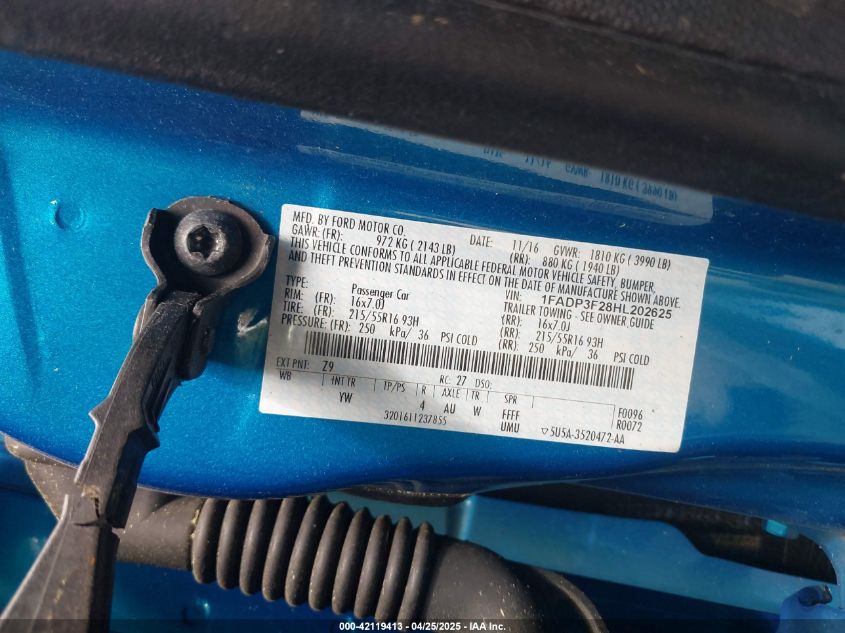 MFD. BY FORD MOTOR CO.
DATE: 11/16 GVWR: 1810 KG ( 3990 LB)
GAWR: (FR): 972 KG ( 2143 LB) (RR): 880 KG ( 1940 LB)
THIS VEHICLE CONFORMS TO ALL APPLICABLE FEDERAL MOTOR VEHICLE SAFETY, BUMPER,
AND THEFT PREVENTION STANDARDS IN EFFECT ON THE DATE OF MANUFACTURE SHOWN ABOVE.
VIN: 1FADP3F28HL202625
TYPE: Passenger Car TRAILER TOWING - SEE OWNER GUIDE
RIM: (FR): 16x7.0J (RR): 16x7.0J
TIRE: (FR): 215/55R16 93H (RR): 215/55R16 93H
PRESSURE: (FR): 250 kPa/ 36 PSI COLD (RR): 250 kPa/ 36 PSI COLD
EXT PNT: Z9 RC: 27 DSO:
WB INT TR TP/PS R AXLE TR SPR
YW 4 AU W FFFF F0096
UMU R0072
3201611237855 ▽5U5A-3520472-AA
000-42119413 - 04/25/2025 - IAA Inc.